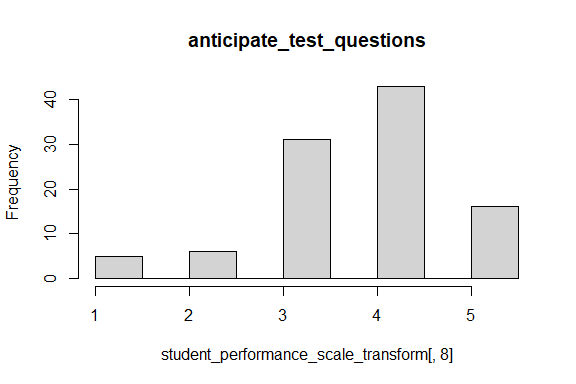 anticipate_test_questions
Frequency
40
30
20
10
0
1 2 3 4 5
student_performance_scale_transform[, 8]